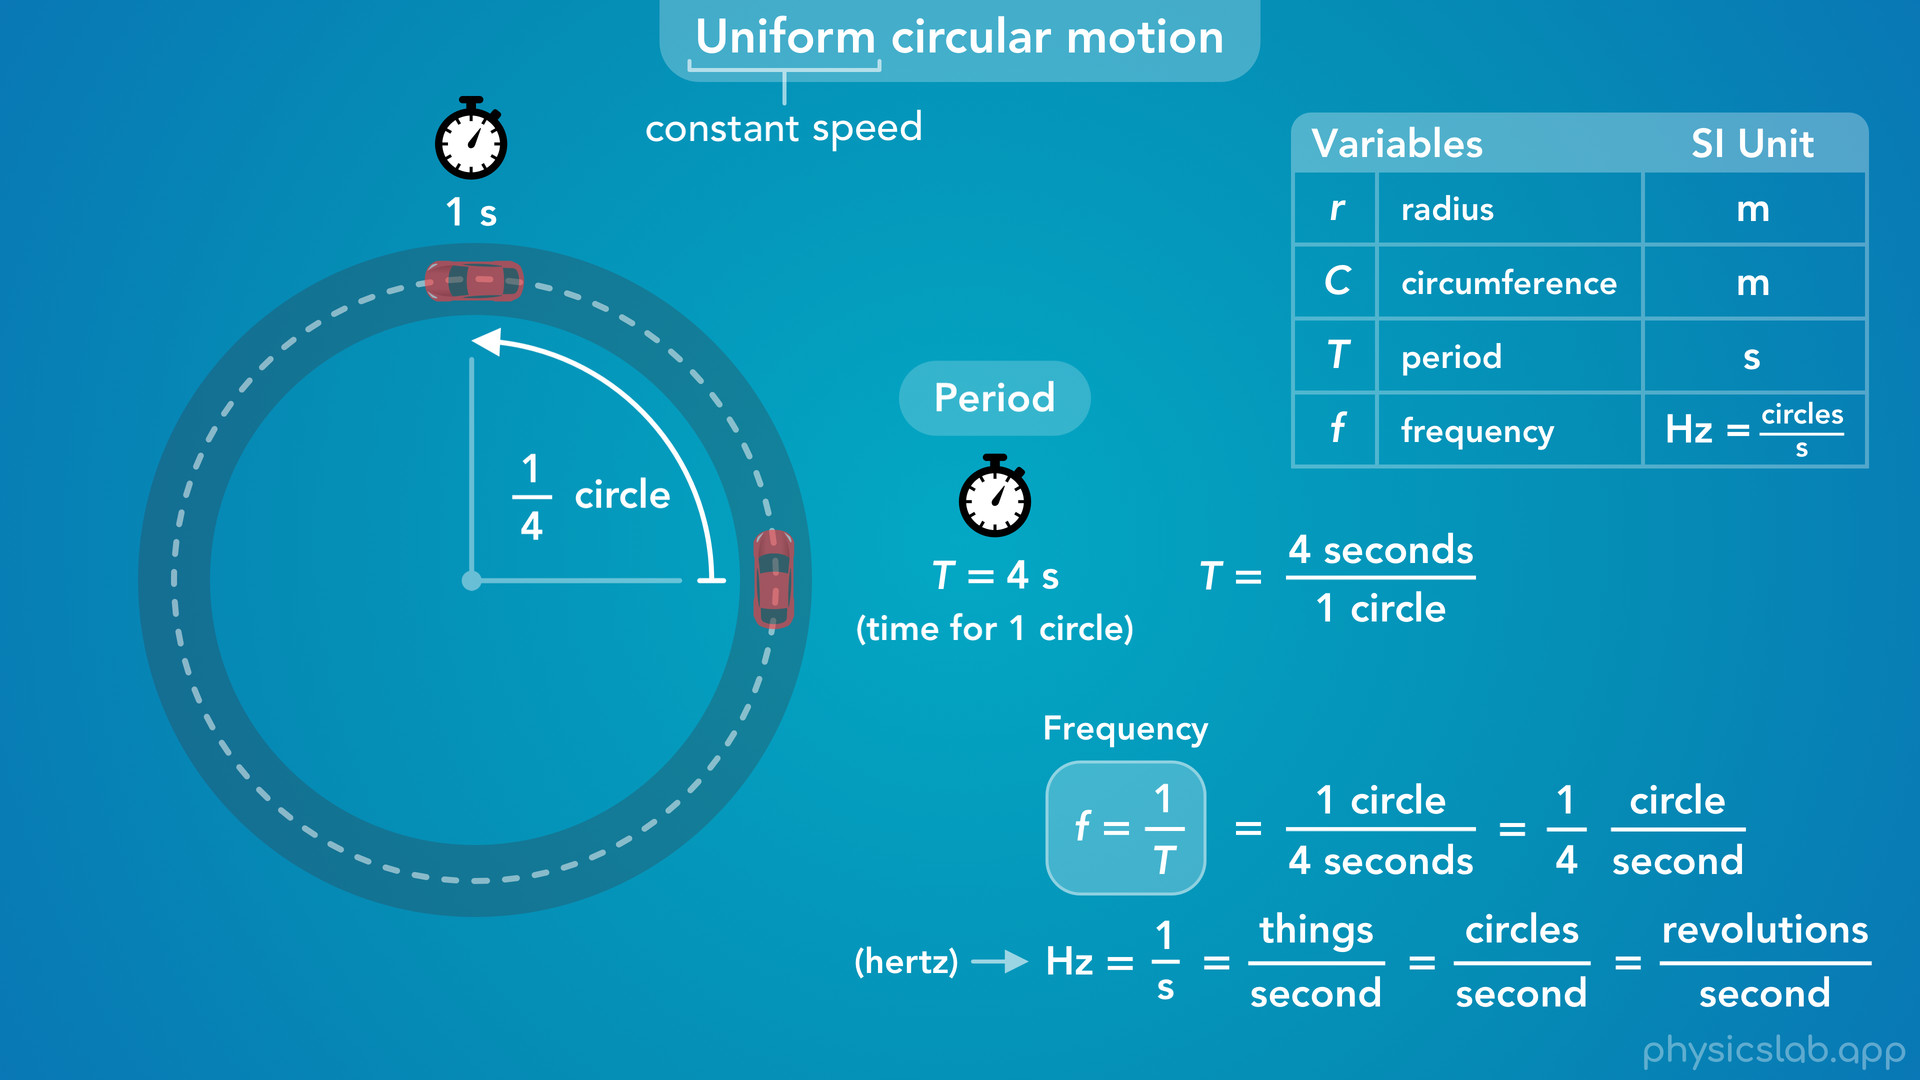 Uniform circular motion
constant speed
1 s
1/4 circle
Variables SI Unit
r radius m
C circumference m
T period s
f frequency Hz = circles/s
Period
T = 4 s
(time for 1 circle)
T = 4 seconds/1 circle
Frequency
f = 1/T = 1 circle/4 seconds = 1/4 circle/second
(hertz) → Hz = 1/s = things/second = circles/second = revolutions/second
physicslab.app